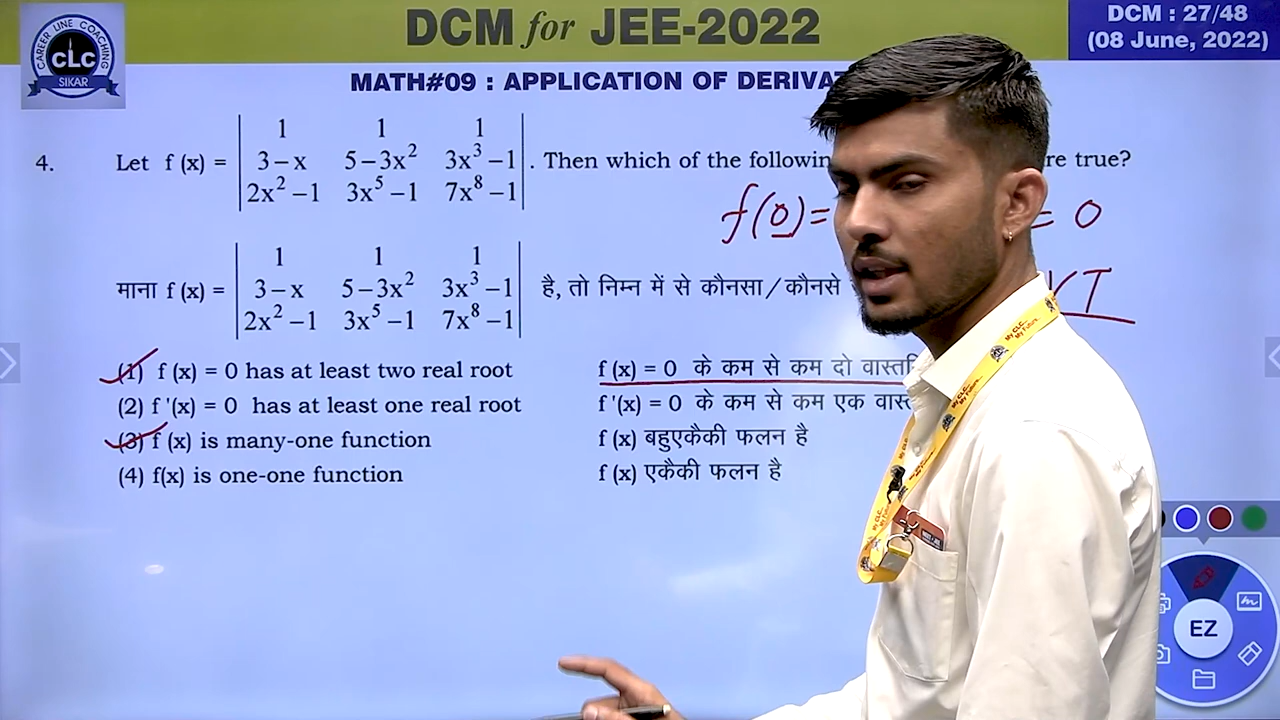 DCM for JEE-2022
DCM : 27/48
(08 June, 2022)
CAREER LINE COACHING
CLC
SIKAR
MATH#09 : APPLICATION OF DERIVAT
4. Let f (x) = | 1 1 1 |
| 3 – x 5 – 3x² 3x³ – 1 | . Then which of the followin re true?
| 2x² – 1 3x⁵ – 1 7x⁸ – 1 |
f(0)= = 0
माना f (x) = | 1 1 1 |
| 3 – x 5 – 3x² 3x³ – 1 | है, तो निम्न में से कौनसा / कौनसे
| 2x² – 1 3x⁵ – 1 7x⁸ – 1 |
VT
(1) f (x) = 0 has at least two real root f (x) = 0 के कम से कम दो
(2) f '(x) = 0 has at least one real root f '(x) = 0 के कम से कम एक
(3) f (x) is many-one function f (x) बहुएकैकी फलन है
(4) f(x) is one-one function f (x) एकैकी फलन है
EZ
My CLC..
My Future...